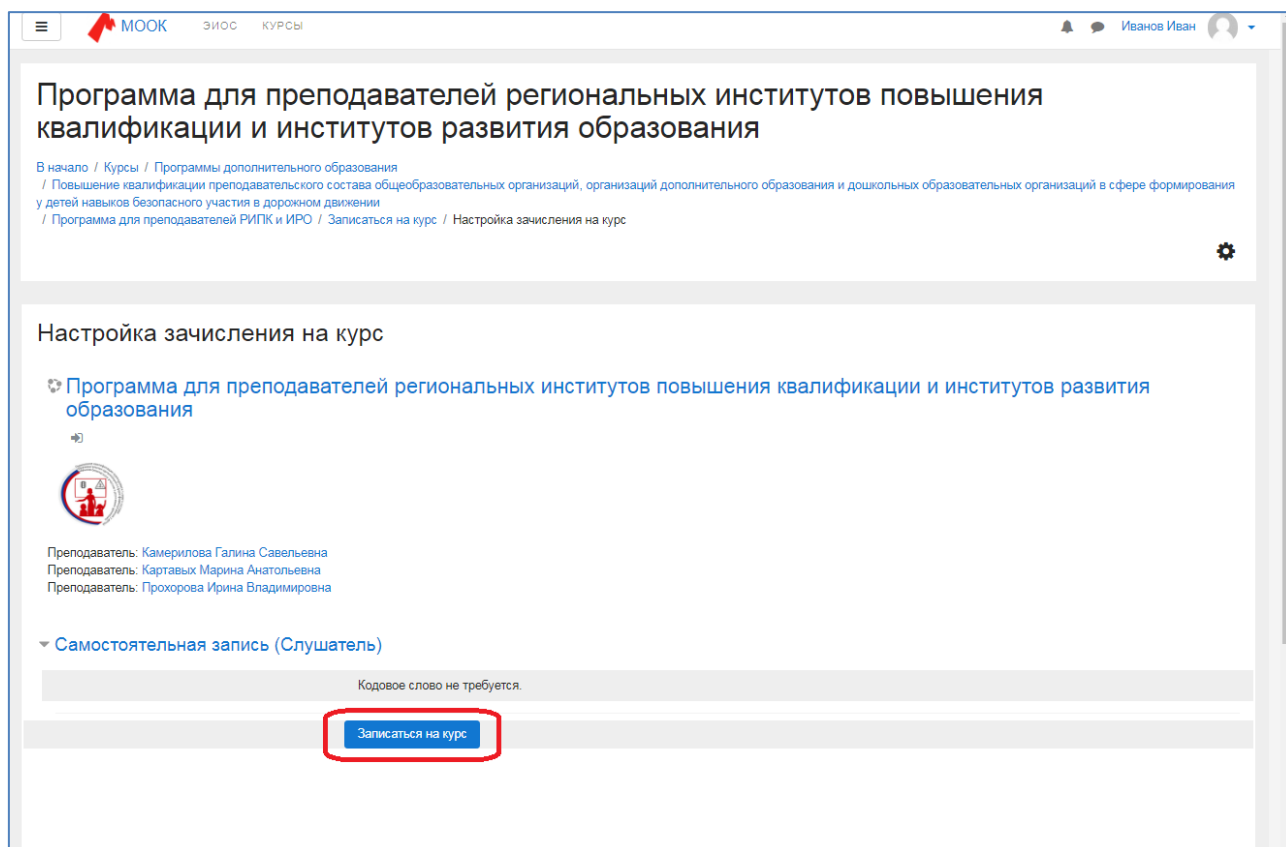 МООК ЭИОС КУРСЫ Иванов Иван
Программа для преподавателей региональных институтов повышения
квалификации и институтов развития образования
В начало / Курсы / Программы дополнительного образования
/ Повышение квалификации преподавательского состава общеобразовательных организаций, организаций дополнительного образования и дошкольных образовательных организаций в сфере формирования
у детей навыков безопасного участия в дорожном движении
/ Программа для преподавателей РИПК и ИРО / Записаться на курс / Настройка зачисления на курс
Настройка зачисления на курс
Программа для преподавателей региональных институтов повышения квалификации и институтов развития
образования
Преподаватель: Камерилова Галина Савельевна
Преподаватель: Картавых Марина Анатольевна
Преподаватель: Прохорова Ирина Владимировна
Самостоятельная запись (Слушатель)
Кодовое слово не требуется.
Записаться на курс